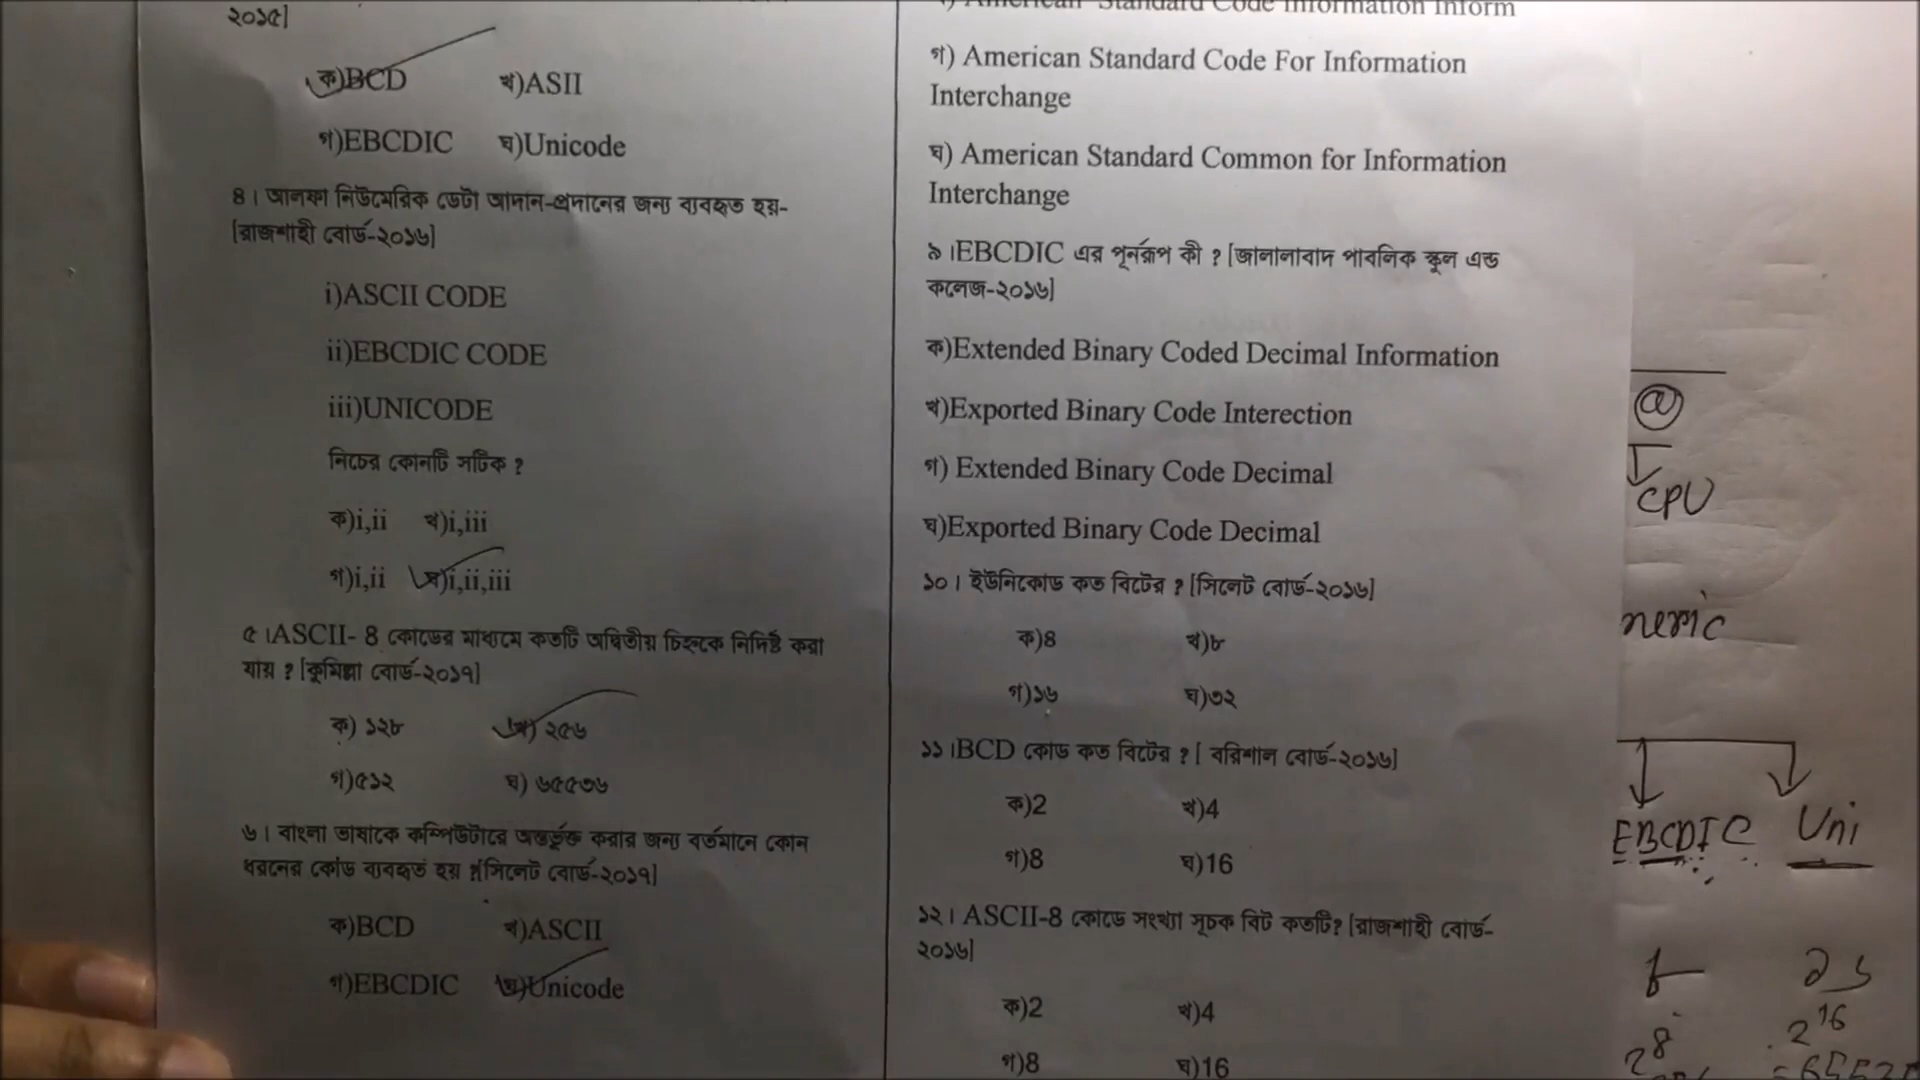 ২০১৫]
ক)BCD খ)ASII
গ)EBCDIC ঘ)Unicode
৪। আলফা নিউমেরিক ডেটা আদান-প্রদানের জন্য ব্যবহৃত হয়-
[রাজশাহী বোর্ড-২০১৬]
i)ASCII CODE
ii)EBCDIC CODE
iii)UNICODE
নিচের কোনটি সঠিক ?
ক)i,ii খ)i,iii
গ)i,ii ঘ)i,ii,iii
৫।ASCII- 8 কোডের মাধ্যমে কতটি অদ্বিতীয় চিহ্নকে নির্দিষ্ট করা
যায় ? [কুমিল্লা বোর্ড-২০১৭]
ক) ১২৮ খ) ২৫৬
গ)৫১২ ঘ) ৬৫৫৩৬
৬। বাংলা ভাষাকে কম্পিউটারে অন্তর্ভুক্ত করার জন্য বর্তমানে কোন
ধরনের কোড ব্যবহৃত হয় ?[সিলেট বোর্ড-২০১৭]
ক)BCD খ)ASCII
গ)EBCDIC ঘ)Unicode
American Standard Code Information Inform
গ) American Standard Code For Information
Interchange
ঘ) American Standard Common for Information
Interchange
৯।EBCDIC এর পূর্নরূপ কী ? [জালালাবাদ পাবলিক স্কুল এন্ড
কলেজ-২০১৬]
ক)Extended Binary Coded Decimal Information
খ)Exported Binary Code Interection
গ) Extended Binary Code Decimal
ঘ)Exported Binary Code Decimal
১০। ইউনিকোড কত বিটের ? [সিলেট বোর্ড-২০১৬]
ক)৪ খ)৮
গ)১৬ ঘ)৩২
১১।BCD কোড কত বিটের ? [ বরিশাল বোর্ড-২০১৬]
ক)2 খ)4
গ)8 ঘ)16
১২। ASCII-8 কোডে সংখ্যা সূচক বিট কতটি? [রাজশাহী বোর্ড-
২০১৬]
ক)2 খ)4
গ)8 ঘ)16
@
CPU
neric
EBCDIC Uni
2^8 2^16